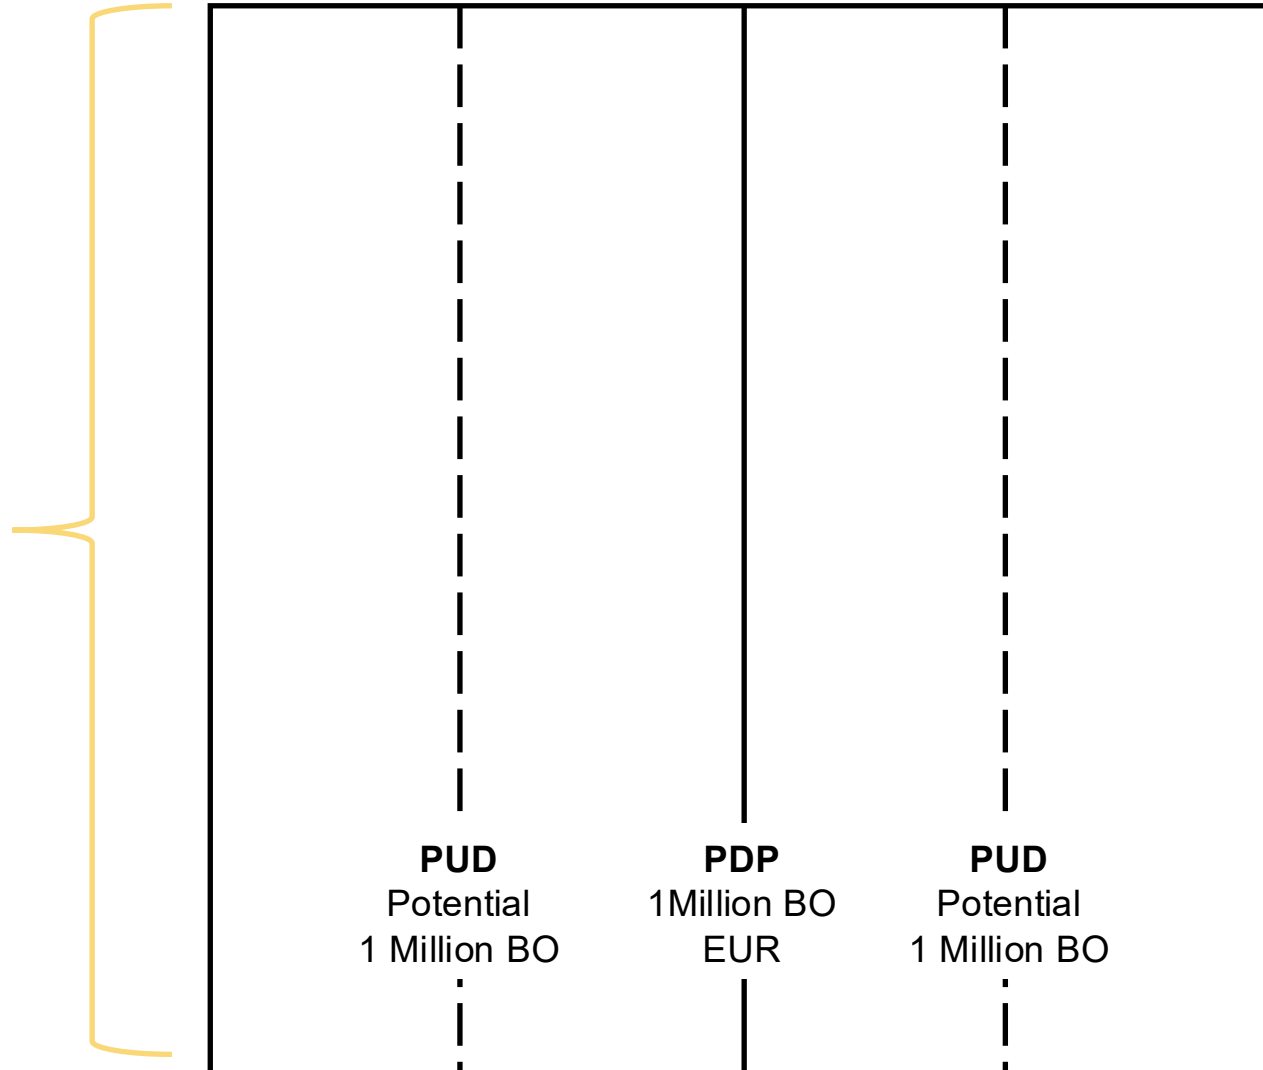 PUD
Potential
1 Million BO
PDP
1Million BO
EUR
PUD
Potential
1 Million BO